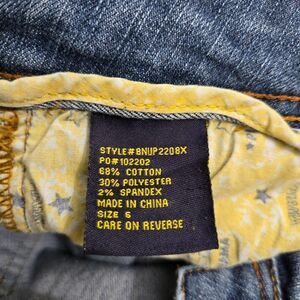 STYLE#8NUP2208X
PO#102202
68% COTTON
30% POLYESTER
2% SPANDEX
MADE IN CHINA
SIZE 6
CARE ON REVERSE